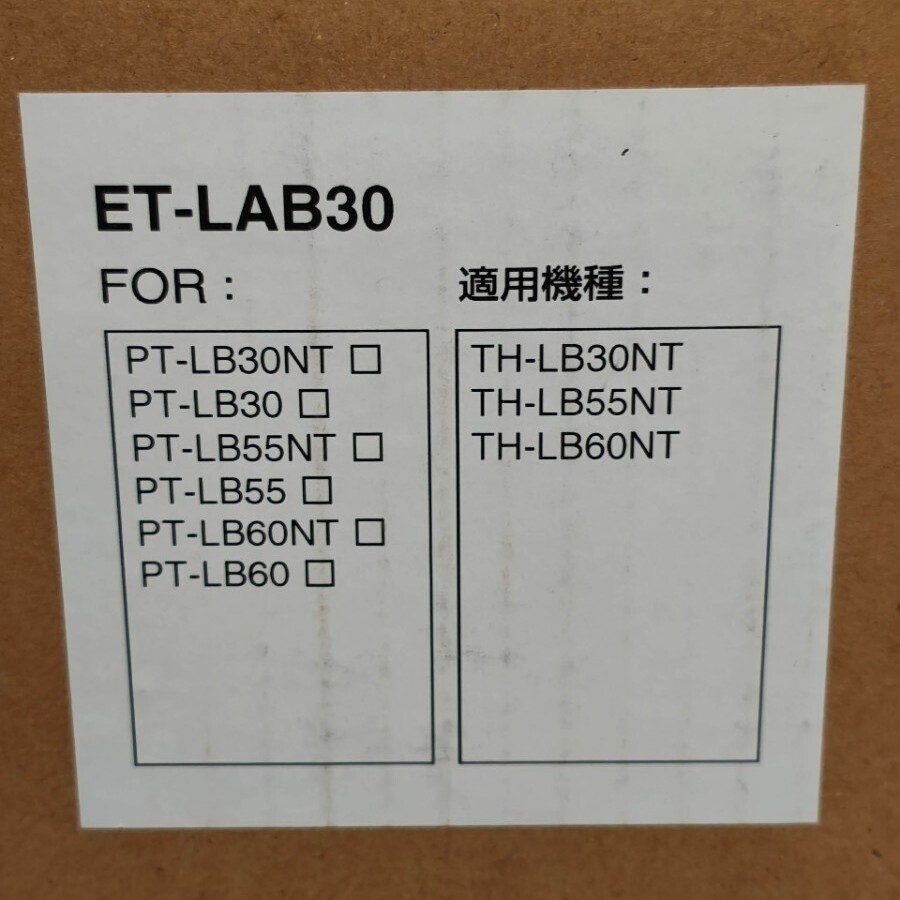 ET-LAB30
FOR :
PT-LB30NT □
PT-LB30 □
PT-LB55NT □
PT-LB55 □
PT-LB60NT □
PT-LB60 □
適用機種：
TH-LB30NT
TH-LB55NT
TH-LB60NT